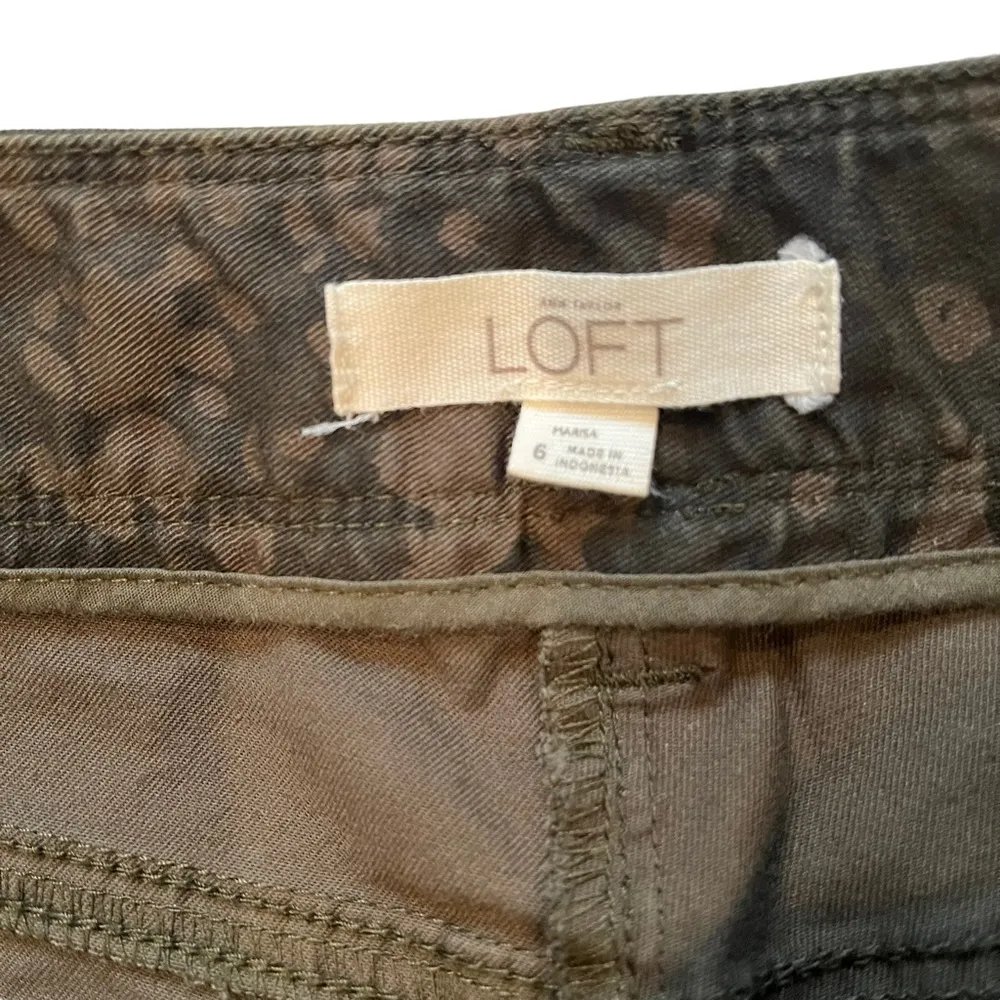 ANN TAYLOR
LOFT
MARISA
6 MADE IN
INDONESIA